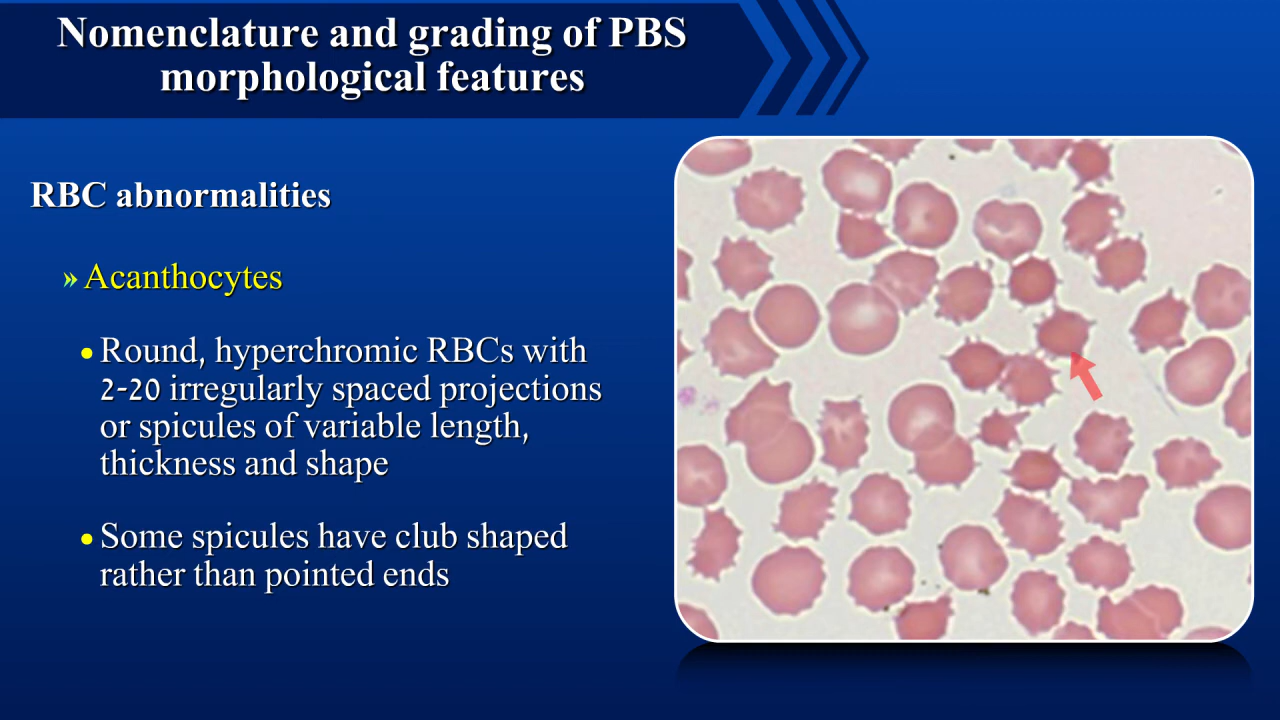 Nomenclature and grading of PBS
morphological features
RBC abnormalities
» Acanthocytes
• Round, hyperchromic RBCs with
2-20 irregularly spaced projections
or spicules of variable length,
thickness and shape
• Some spicules have club shaped
rather than pointed ends